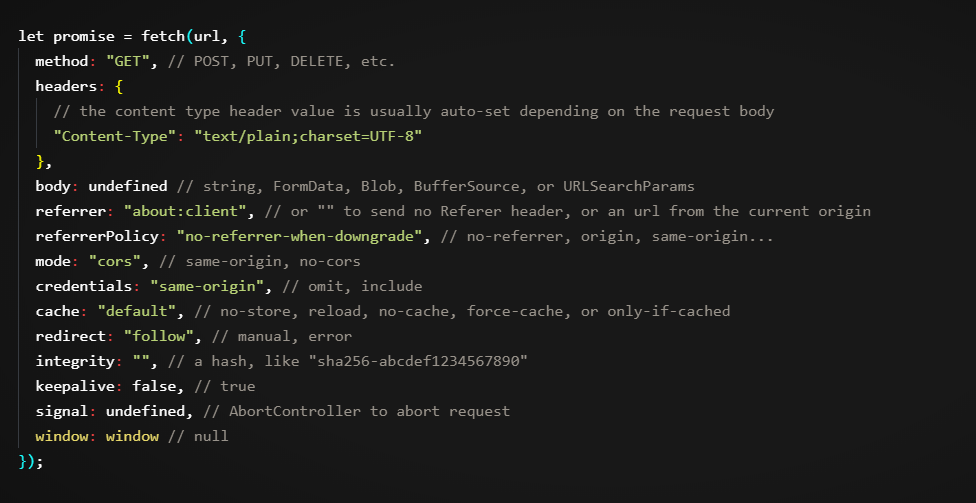 let promise = fetch(url, {
method: "GET", // POST, PUT, DELETE, etc.
headers: {
// the content type header value is usually auto-set depending on the request body
"Content-Type": "text/plain;charset=UTF-8"
},
body: undefined // string, FormData, Blob, BufferSource, or URLSearchParams
referrer: "about:client", // or "" to send no Referer header, or an url from the current origin
referrerPolicy: "no-referrer-when-downgrade", // no-referrer, origin, same-origin...
mode: "cors", // same-origin, no-cors
credentials: "same-origin", // omit, include
cache: "default", // no-store, reload, no-cache, force-cache, or only-if-cached
redirect: "follow", // manual, error
integrity: "", // a hash, like "sha256-abcdef1234567890"
keepalive: false, // true
signal: undefined, // AbortController to abort request
window: window // null
});